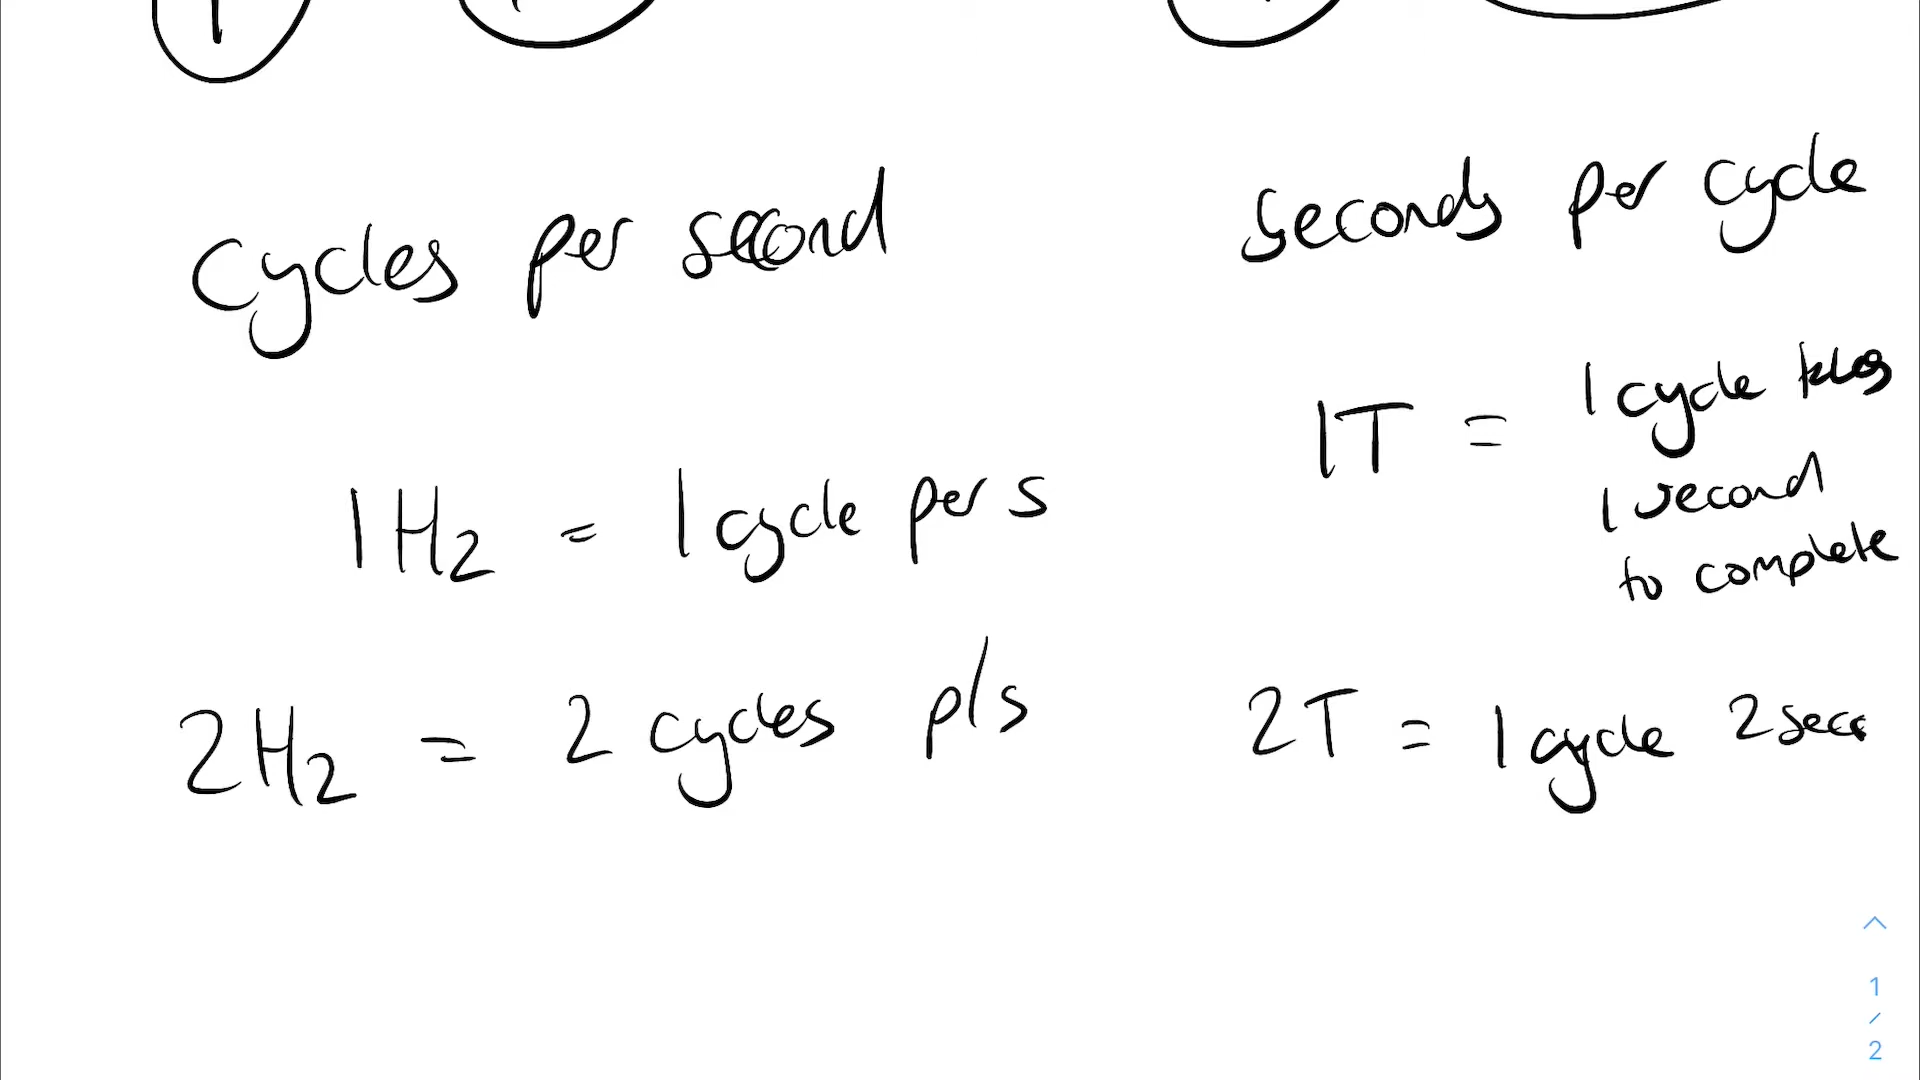 cycles per second
1Hz = 1 cycle per s
2Hz = 2 cycles p/s
seconds per cycle
1T = 1 cycle takes
1 second
to complete
2T = 1 cycle 2 secs
1
/
2